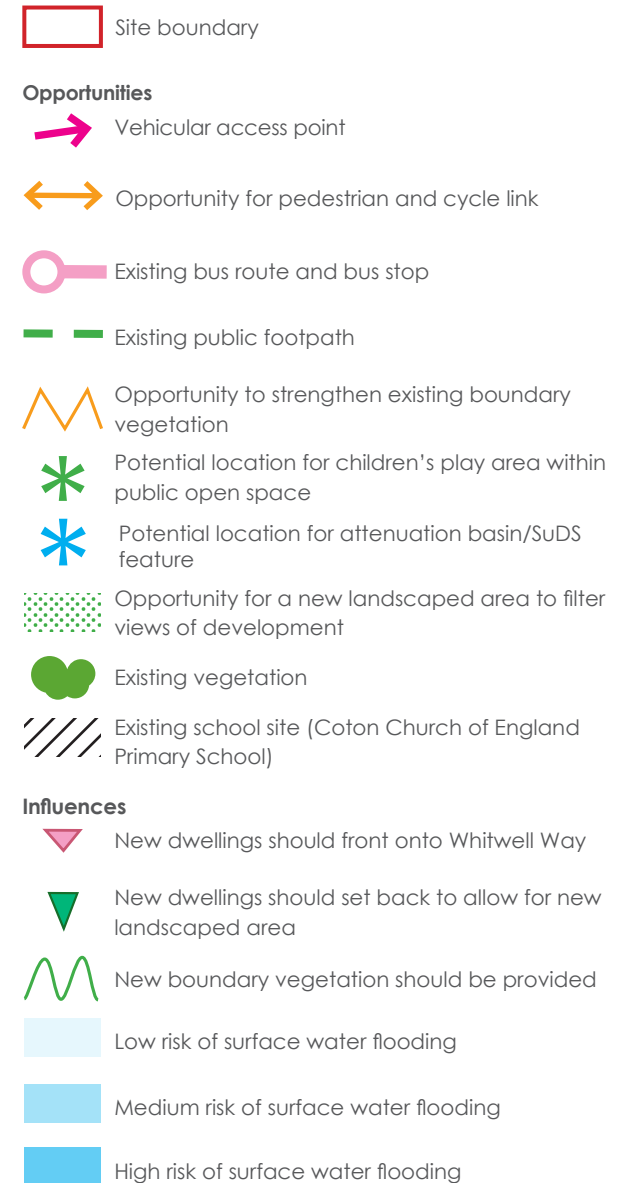 Site boundary
Opportunities
Vehicular access point
Opportunity for pedestrian and cycle link
Existing bus route and bus stop
Existing public footpath
Opportunity to strengthen existing boundary
vegetation
Potential location for children’s play area within
public open space
Potential location for attenuation basin/SuDS
feature
Opportunity for a new landscaped area to filter
views of development
Existing vegetation
Existing school site (Coton Church of England
Primary School)
Influences
New dwellings should front onto Whitwell Way
New dwellings should set back to allow for new
landscaped area
New boundary vegetation should be provided
Low risk of surface water flooding
Medium risk of surface water flooding
High risk of surface water flooding